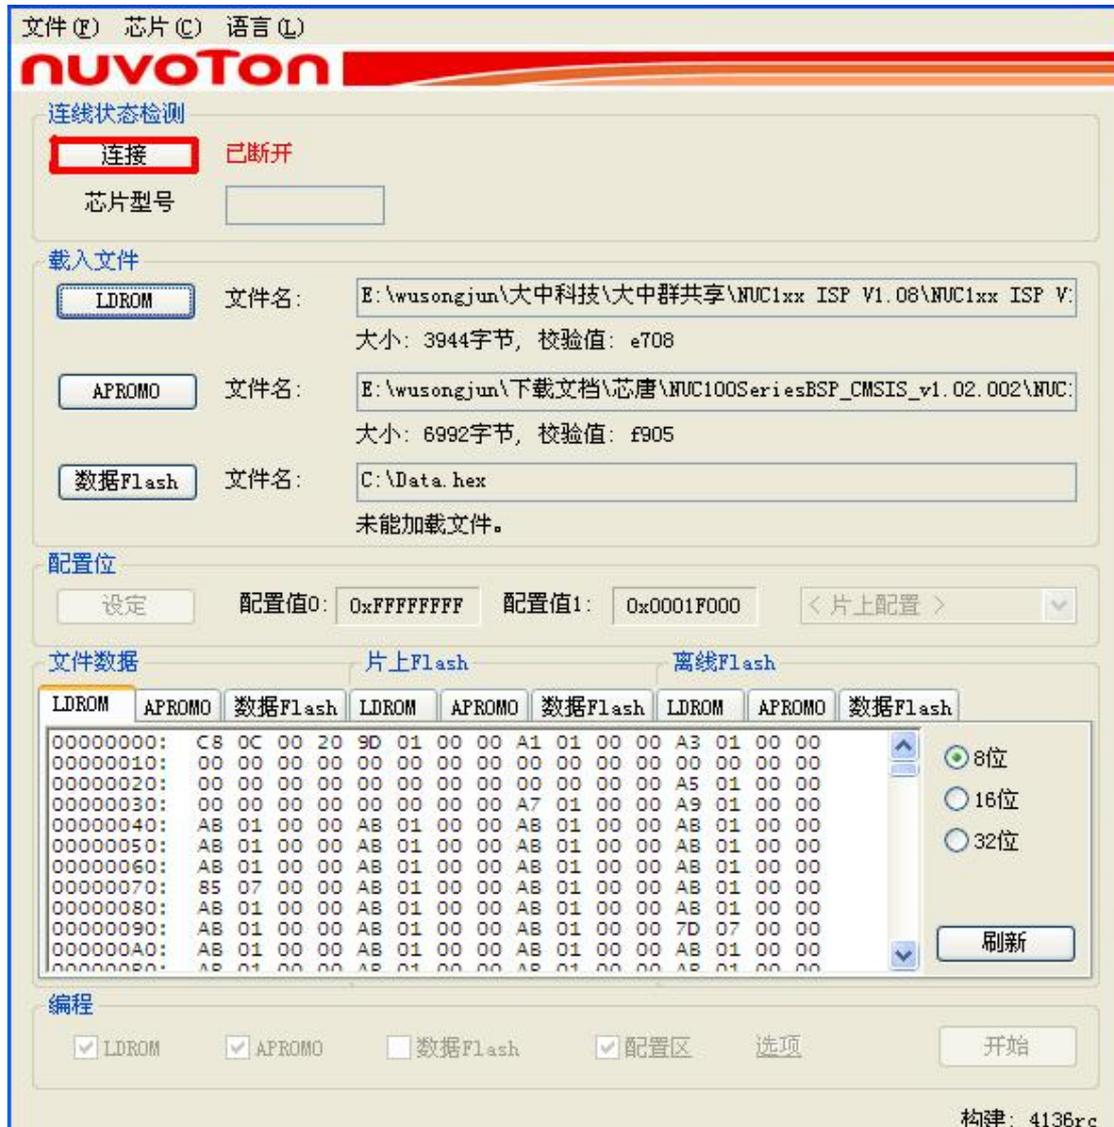 文件(F) 芯片(C) 语言(L)
nuvoTon
连线状态检测
连接 已断开
芯片型号
载入文件
LDROM 文件名: E:\wusongjun\大中科技\大中群共享\NUC1xx ISP V1.08\NUC1xx ISP V:
大小: 3944字节, 校验值: e708
APROMO 文件名: E:\wusongjun\下载文档\芯唐\NUC100SeriesBSP_CMSIS_v1.02.002\NUC:
大小: 6992字节, 校验值: f905
数据Flash 文件名: C:\Data.hex
未能加载文件。
配置位
设定 配置值0: 0xFFFFFFFF 配置值1: 0x0001F000 < 片上配置 >
文件数据 片上Flash 离线Flash
LDROM APROMO 数据Flash LDROM APROMO 数据Flash LDROM APROMO 数据Flash
00000000: C8 0C 00 20 9D 01 00 00 A1 01 00 00 A3 01 00 00
00000010: 00 00 00 00 00 00 00 00 00 00 00 00 00 00 00 00
00000020: 00 00 00 00 00 00 00 00 00 00 00 00 A5 01 00 00
00000030: 00 00 00 00 00 00 00 00 A7 01 00 00 A9 01 00 00
00000040: AB 01 00 00 AB 01 00 00 AB 01 00 00 AB 01 00 00
00000050: AB 01 00 00 AB 01 00 00 AB 01 00 00 AB 01 00 00
00000060: AB 01 00 00 AB 01 00 00 AB 01 00 00 AB 01 00 00
00000070: 85 07 00 00 AB 01 00 00 AB 01 00 00 AB 01 00 00
00000080: AB 01 00 00 AB 01 00 00 AB 01 00 00 AB 01 00 00
00000090: AB 01 00 00 AB 01 00 00 AB 01 00 00 7D 07 00 00
000000A0: AB 01 00 00 AB 01 00 00 AB 01 00 00 AB 01 00 00
8位
16位
32位
刷新
编程
LDROM APROMO 数据Flash 配置区 选项 开始
构建: 4136rc